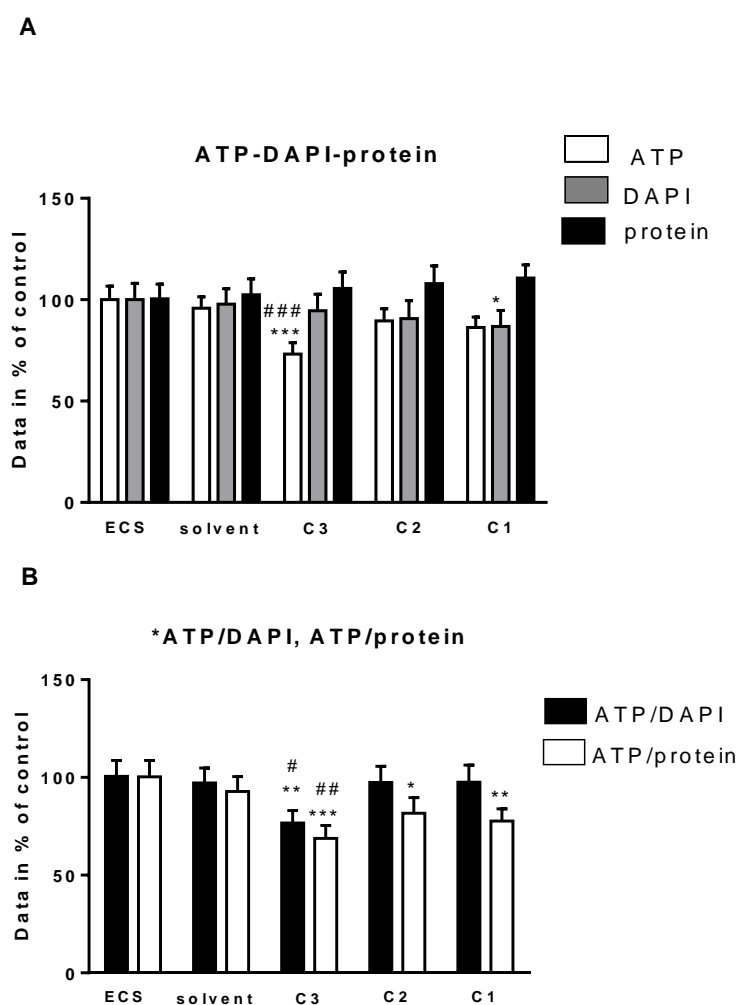 A
ATP-DAPI-protein
ATP
DAPI
protein
150
100
50
0
Data in % of control
###
***
*
ECS solvent C3 C2 C1
B
*ATP/DAPI, ATP/protein
ATP/DAPI
ATP/protein
150
100
50
0
Data in % of control
# ##
** *** * **
ECS solvent C3 C2 C1